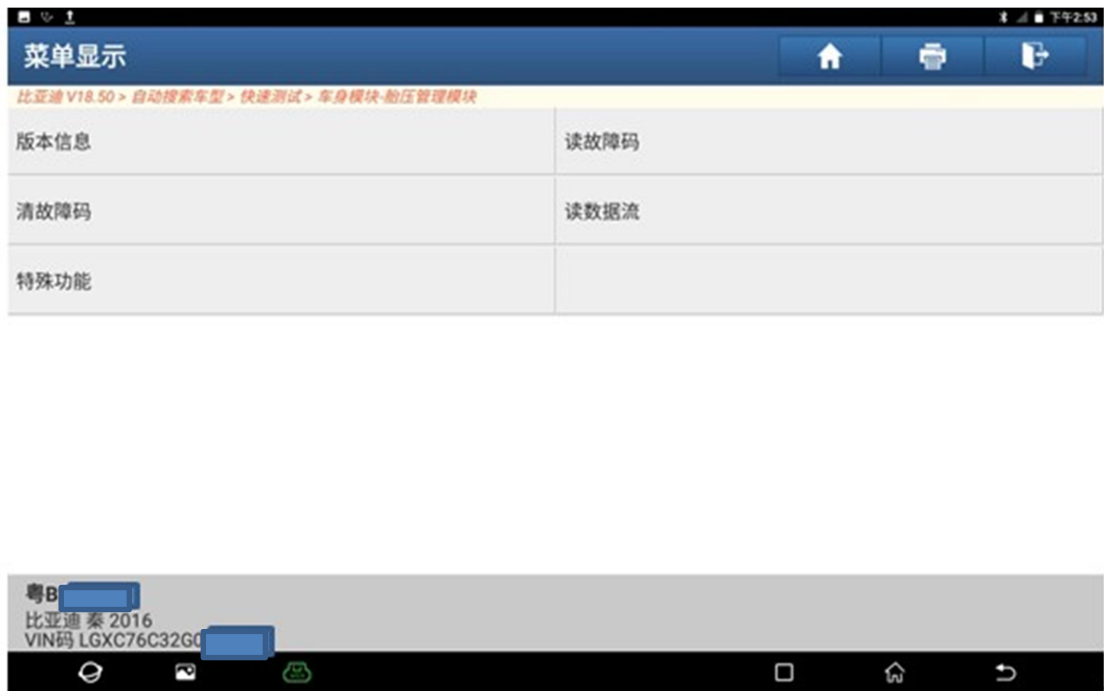 下午2:53
菜单显示
比亚迪 V18.50 > 自动搜索车型 > 快速测试 > 车身模块-胎压管理模块
版本信息
读故障码
清故障码
读数据流
特殊功能
粤B
比亚迪 秦 2016
VIN码 LGXC76C32G0